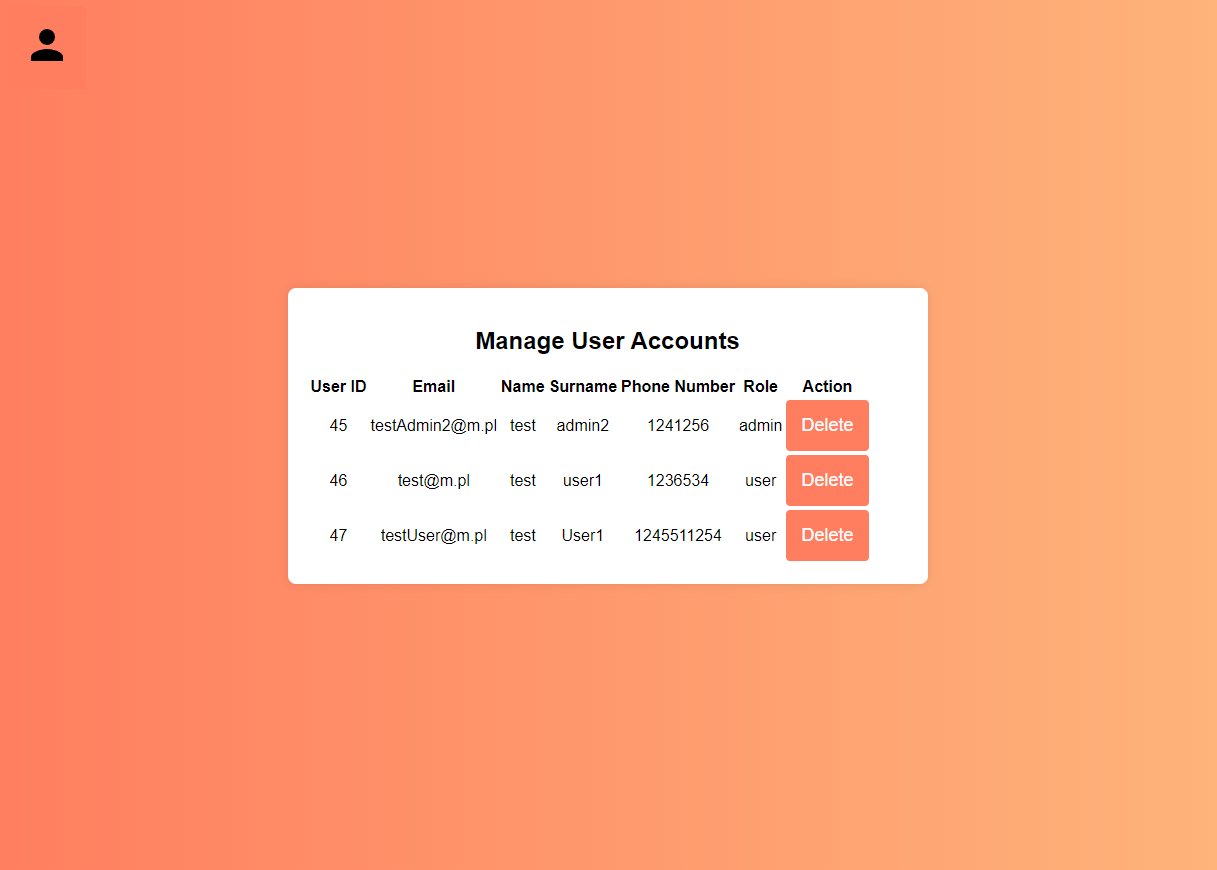 Manage User Accounts
User ID Email Name Surname Phone Number Role Action
45 testAdmin2@m.pl test admin2 1241256 admin Delete
46 test@m.pl test user1 1236534 user Delete
47 testUser@m.pl test User1 1245511254 user Delete